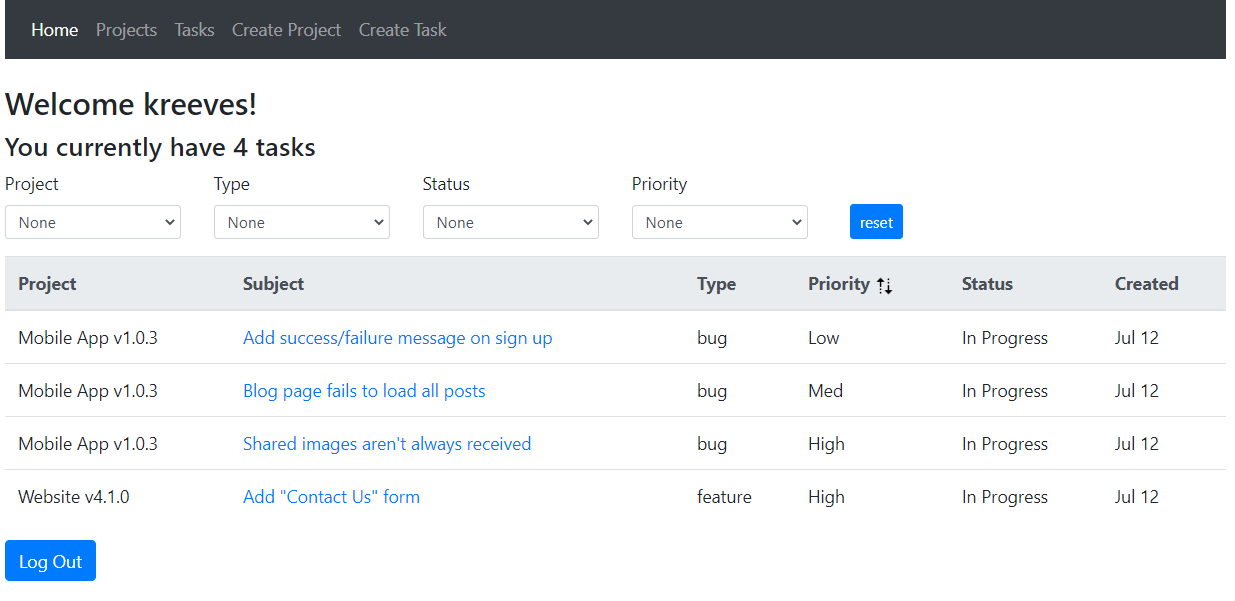 Home Projects Tasks Create Project Create Task
Welcome kreeves!
You currently have 4 tasks
Project Type Status Priority
None None None None reset
Project Subject Type Priority Status Created
Mobile App v1.0.3 Add success/failure message on sign up bug Low In Progress Jul 12
Mobile App v1.0.3 Blog page fails to load all posts bug Med In Progress Jul 12
Mobile App v1.0.3 Shared images aren't always received bug High In Progress Jul 12
Website v4.1.0 Add "Contact Us" form feature High In Progress Jul 12
Log Out